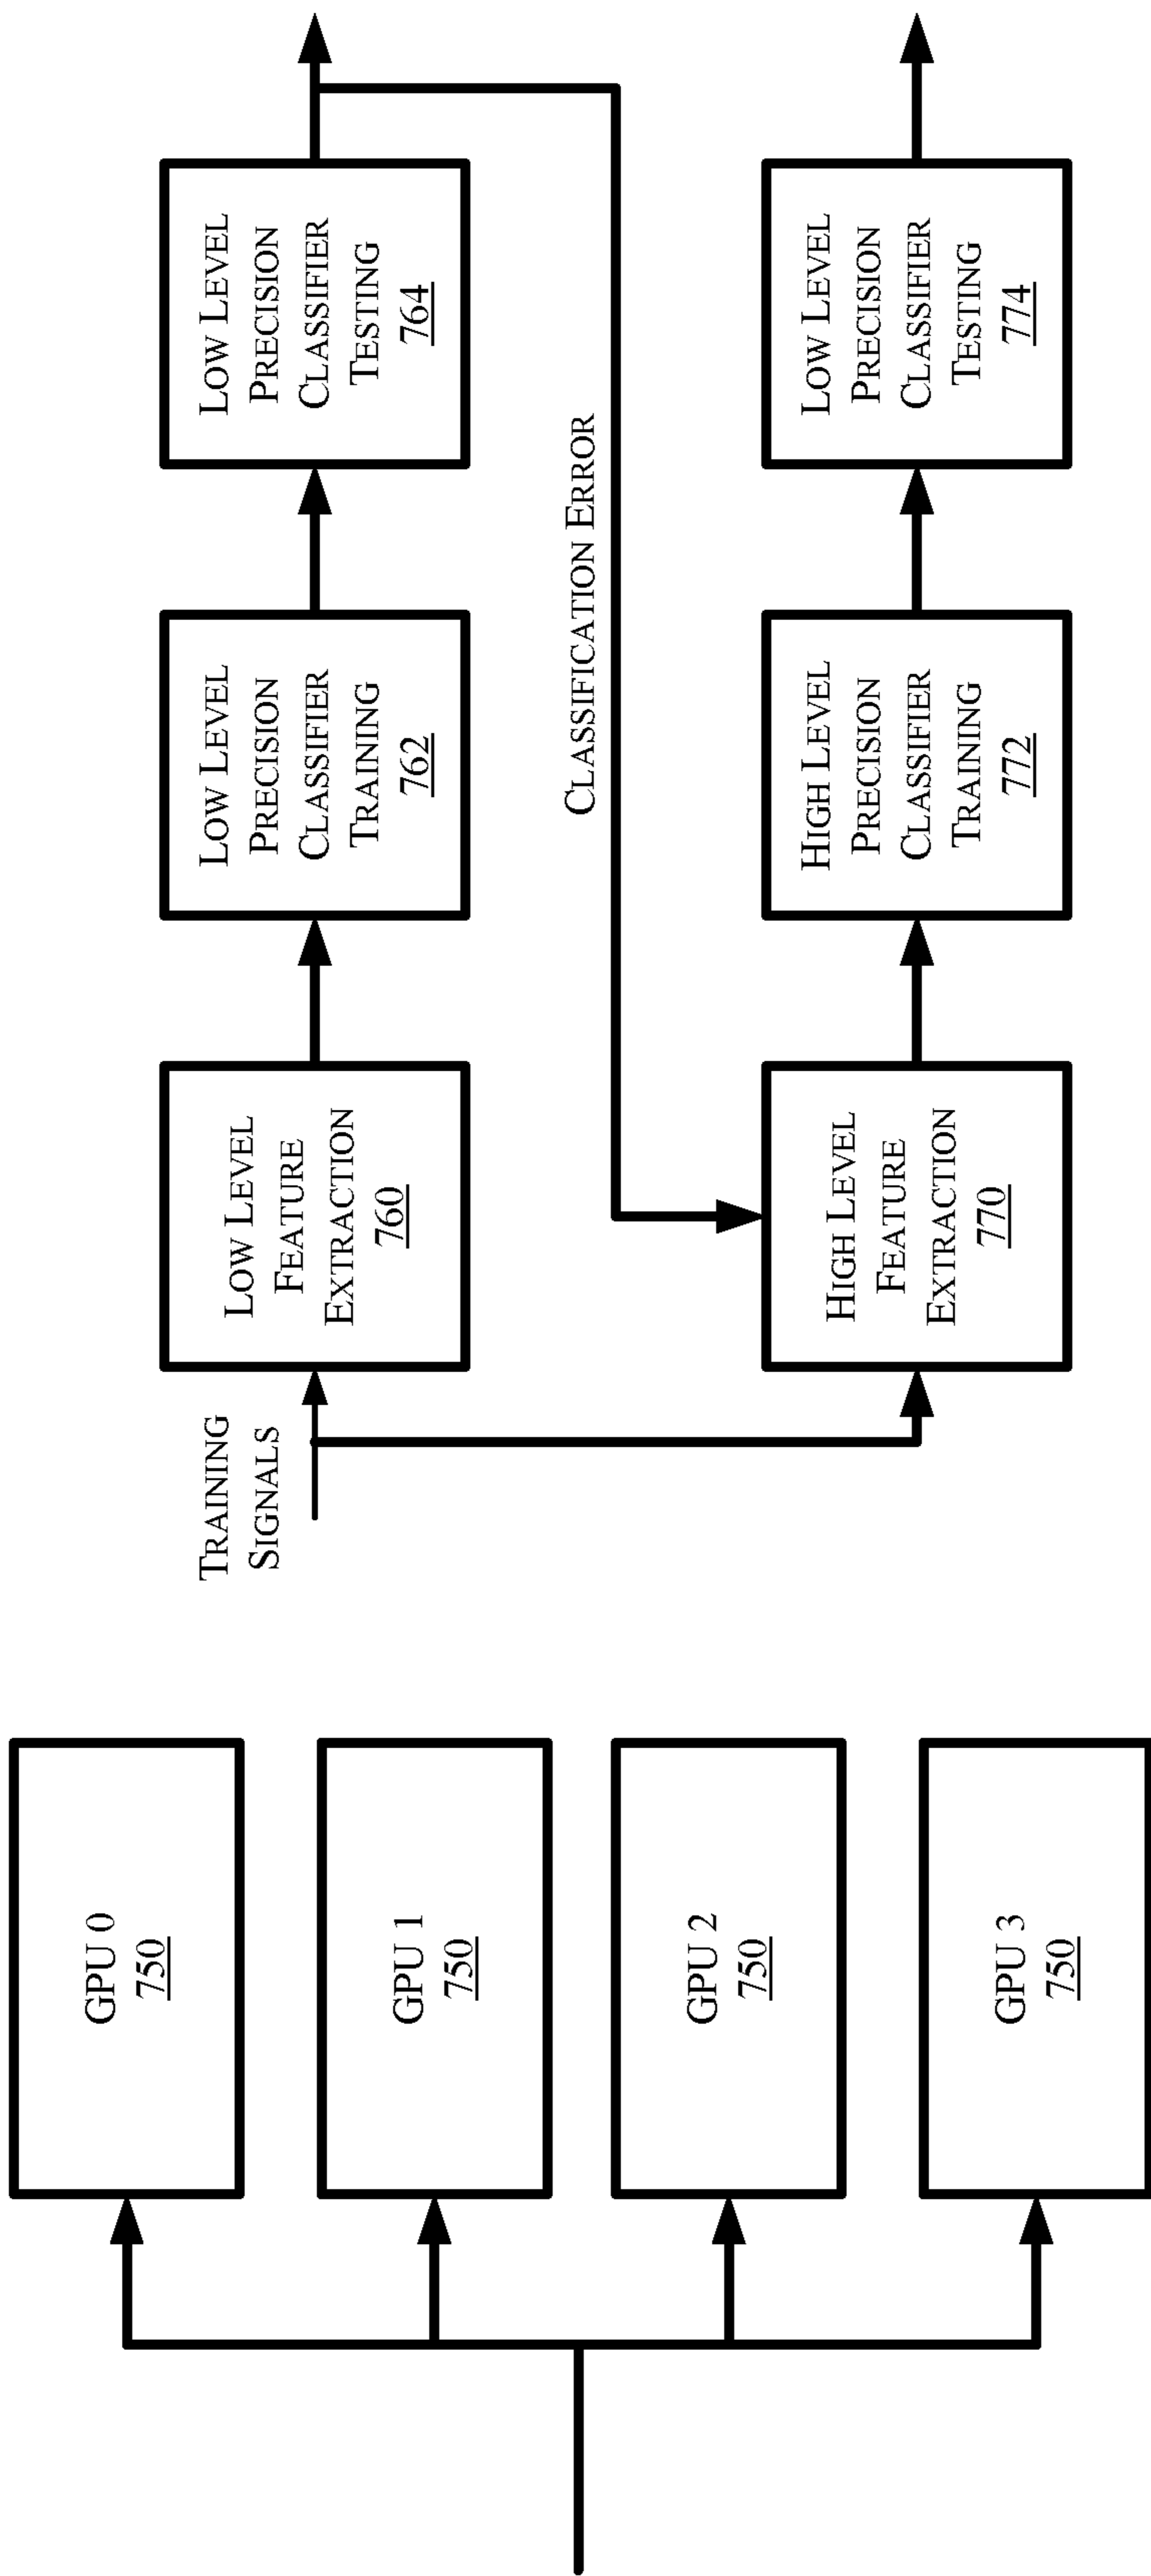 GPU 0
750
GPU 1
750
GPU 2
750
GPU 3
750
TRAINING
SIGNALS
LOW LEVEL
FEATURE
EXTRACTION
760
LOW LEVEL
PRECISION
CLASSIFIER
TRAINING
762
LOW LEVEL
PRECISION
CLASSIFIER
TESTING
764
CLASSIFICATION ERROR
HIGH LEVEL
FEATURE
EXTRACTION
770
HIGH LEVEL
PRECISION
CLASSIFIER
TRAINING
772
LOW LEVEL
PRECISION
CLASSIFIER
TESTING
774